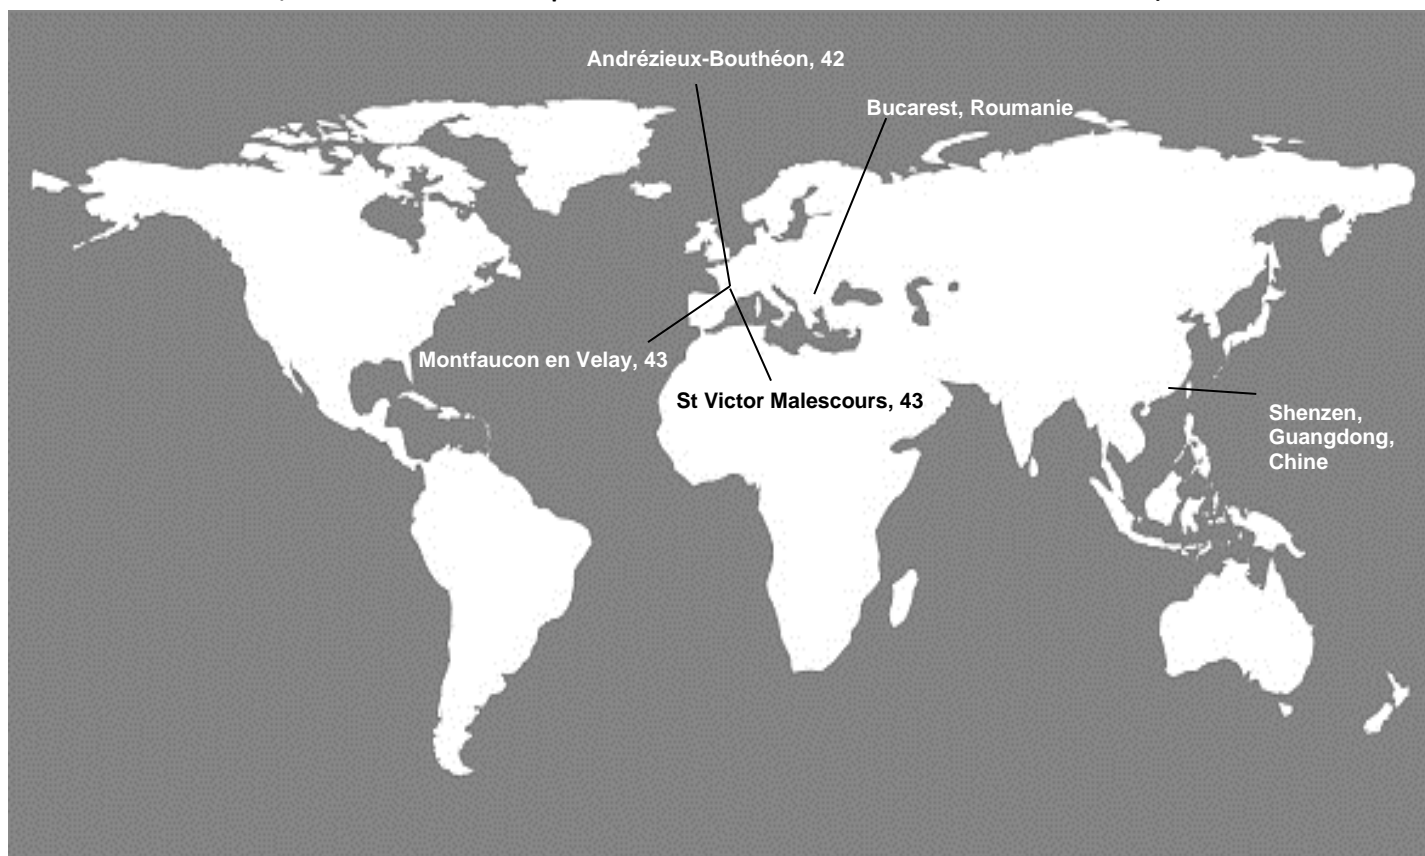 Andrézieux-Bouthéon, 42
Bucarest, Roumanie
Montfaucon en Velay, 43
St Victor Malescours, 43
Shenzen,
Guangdong,
Chine